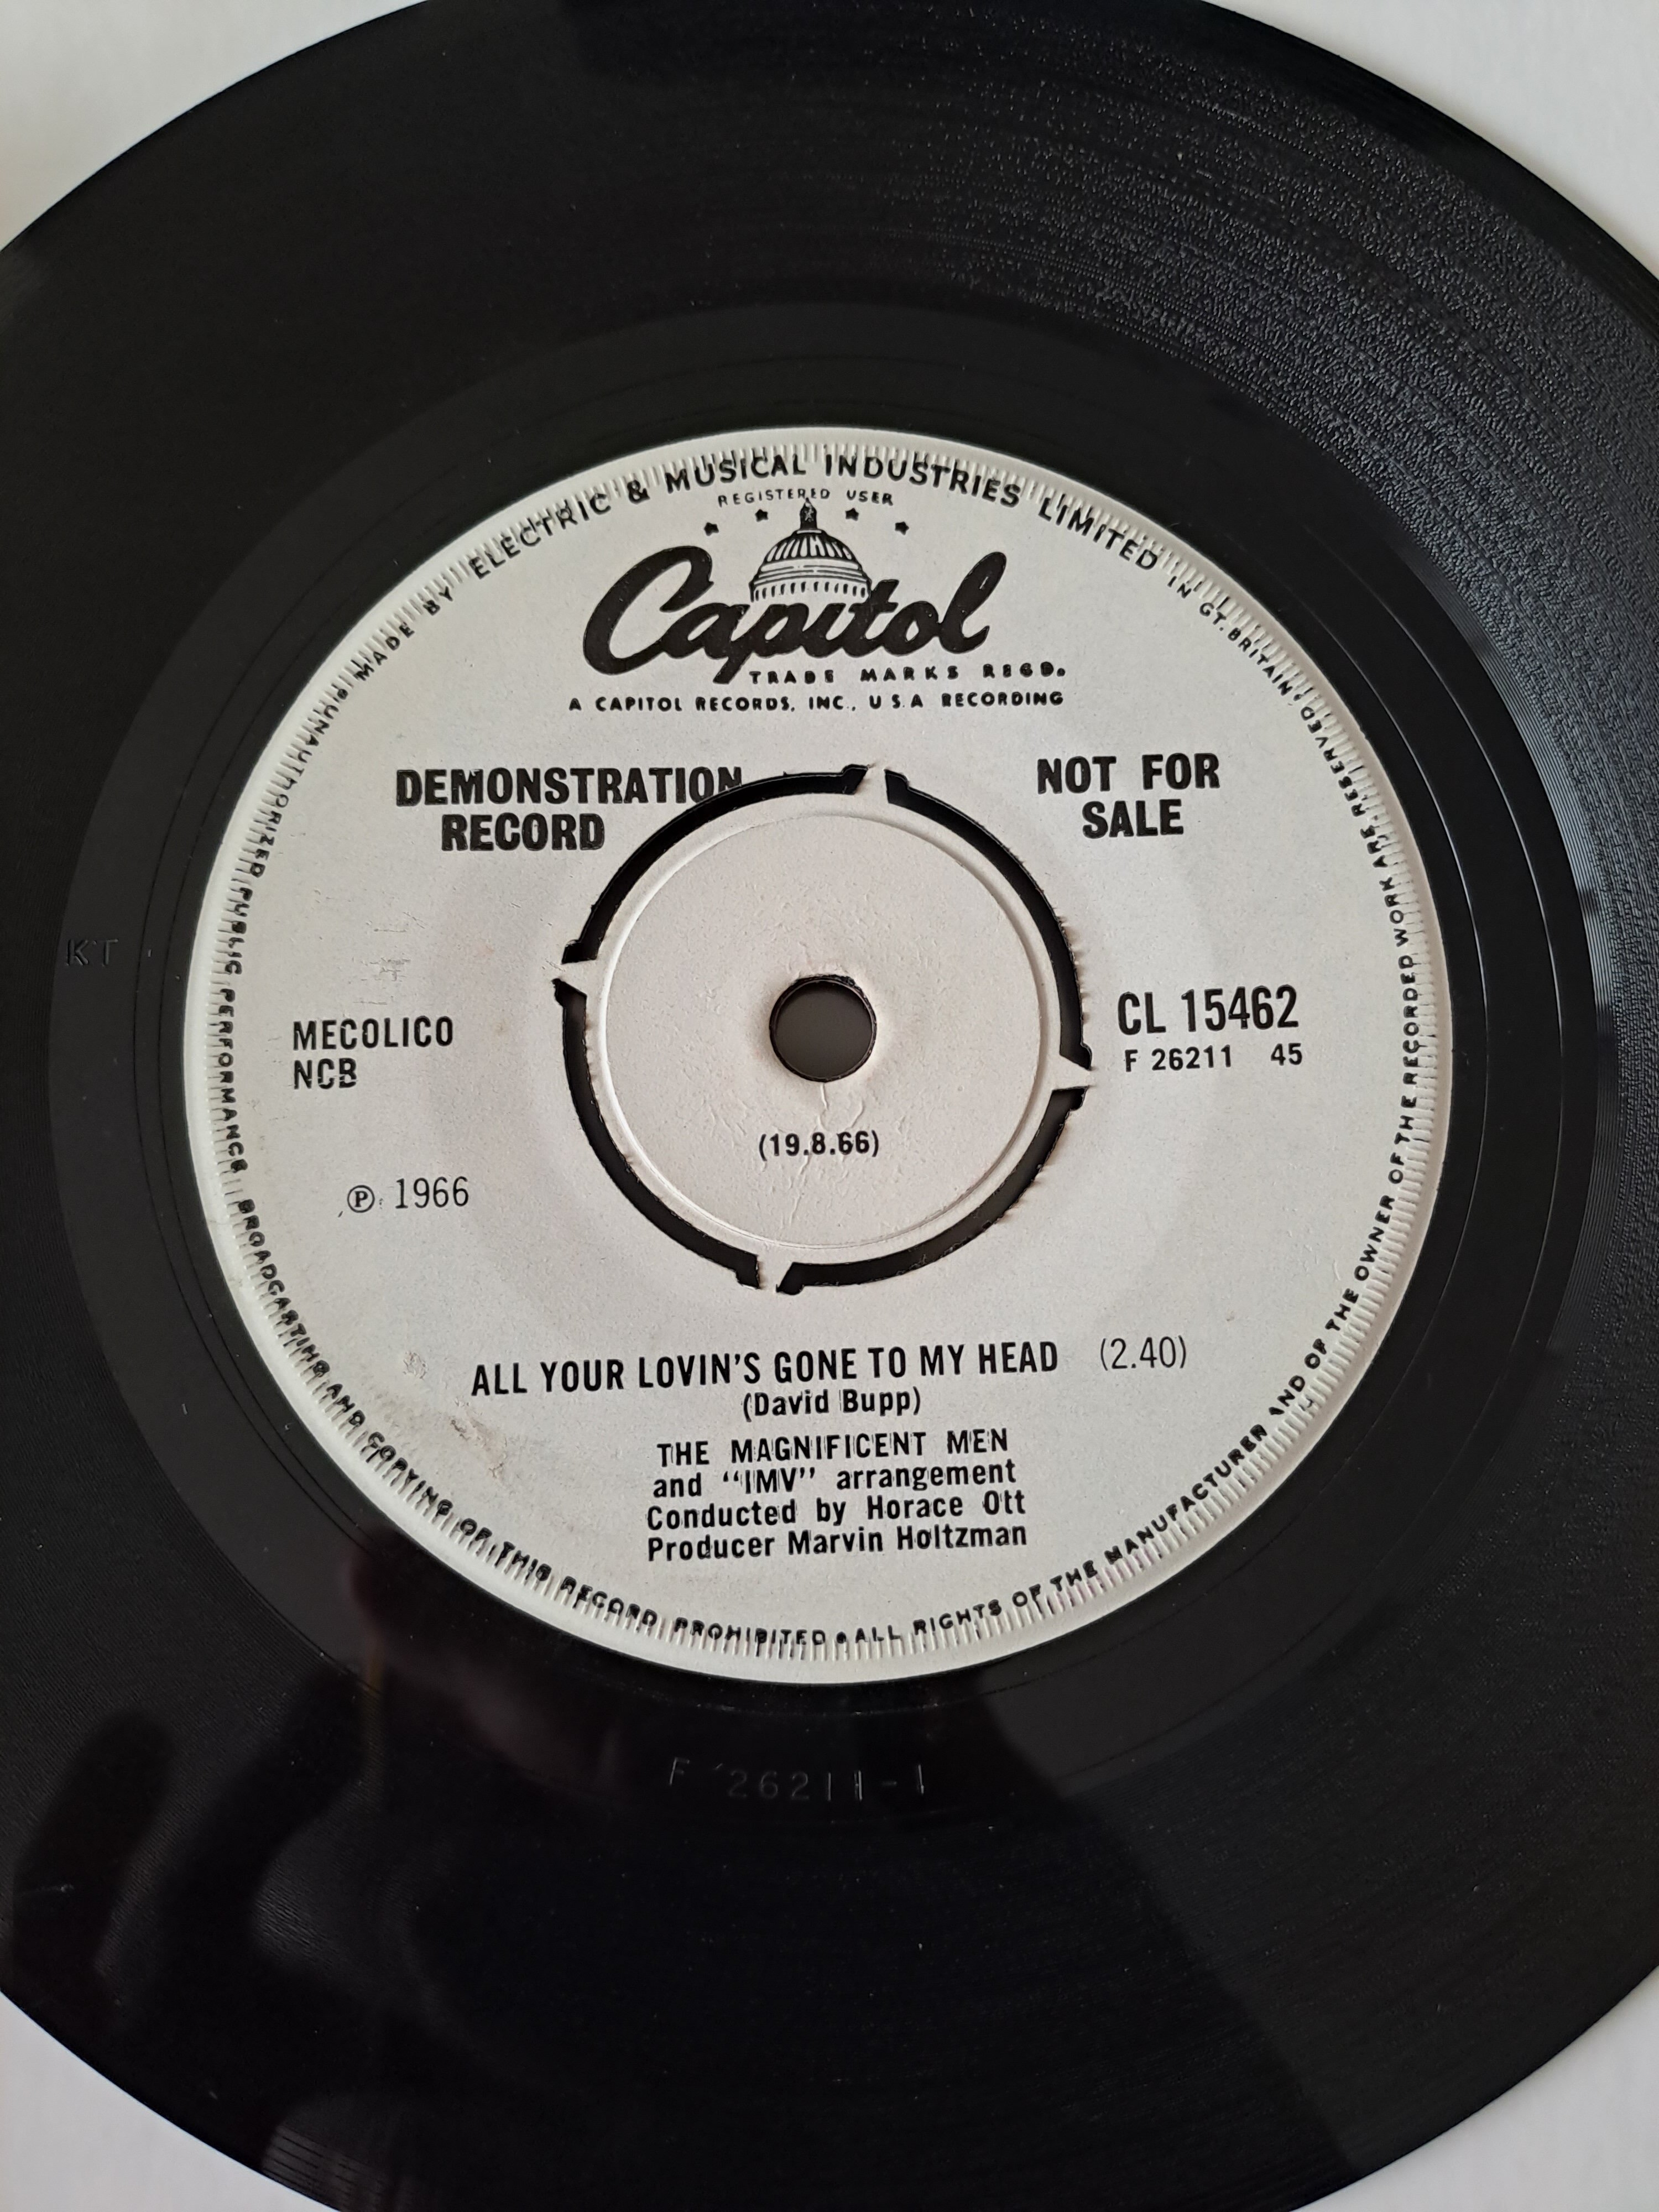 MADE BY ELECTRIC & MUSICAL INDUSTRIES LIMITED IN GT. BRITAIN
REGISTERED USER
Capitol
TRADE MARKS REGD.
A CAPITOL RECORDS, INC., U.S.A. RECORDING
DEMONSTRATION RECORD
NOT FOR SALE
KT
MECOLICO
NCB
CL 15462
F 26211 45
(19.8.66)
℗ 1966
ALL YOUR LOVIN'S GONE TO MY HEAD (2.40)
(David Bupp)
THE MAGNIFICENT MEN
and “IMV” arrangement
Conducted by Horace Ott
Producer Marvin Holtzman
ALL RIGHTS OF THE MANUFACTURER AND OF THE OWNER OF THE RECORDED WORK ARE RESERVED
UNAUTHORIZED PUBLIC PERFORMANCE BROADCASTING AND COPYING OF THIS RECORD PROHIBITED
F 26211-1